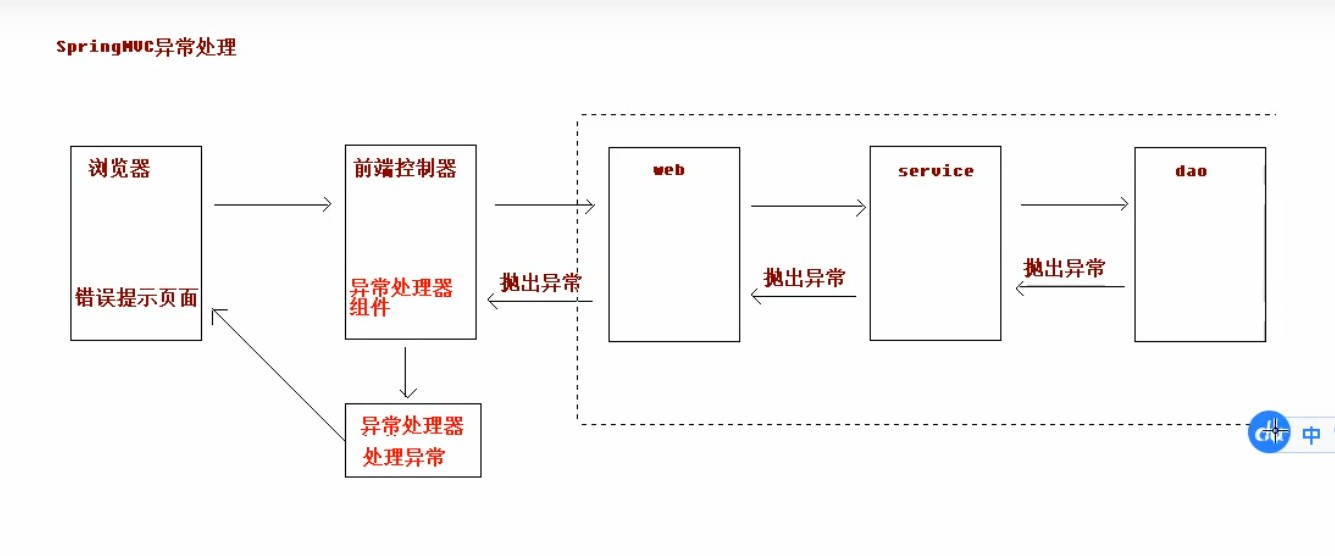 SpringMVC异常处理
浏览器
前端控制器
web
service
dao
错误提示页面
异常处理器
组件
抛出异常
抛出异常
抛出异常
异常处理器
处理异常
du
中